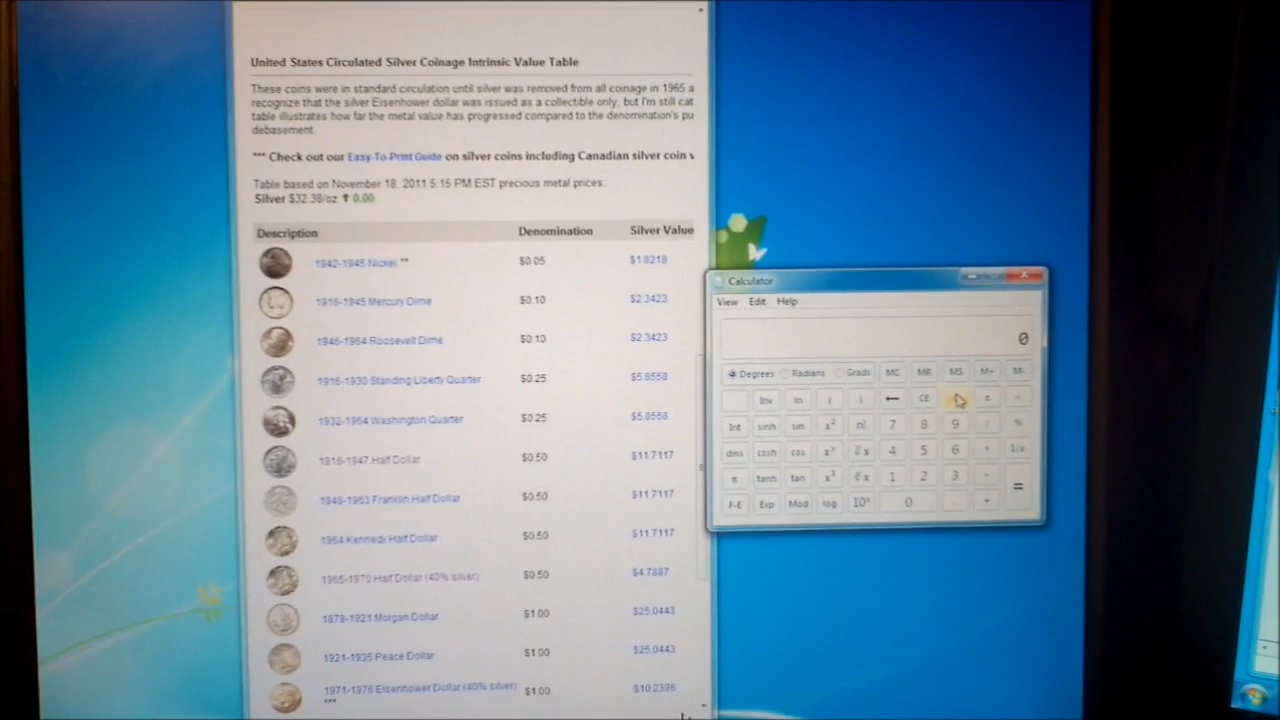 United States Circulated Silver Coinage Intrinsic Value Table
These coins were in standard circulation until silver was removed from all coinage in 1965 a
recognize that the silver Eisenhower dollar was issued as a collectible only, but I'm still cat
table illustrates how far the metal value has progressed compared to the denomination's pu
debasement.
*** Check out our Easy-To-Print Guide on silver coins including Canadian silver coin v
Table based on November 18, 2011 5:15 PM EST precious metal prices:
Silver $32.38/oz ↑ 0.00
Description Denomination Silver Value
1942-1945 Nickel ** $0.05 $1.8218
1916-1945 Mercury Dime $0.10 $2.3423
1946-1964 Roosevelt Dime $0.10 $2.3423
1916-1930 Standing Liberty Quarter $0.25 $5.8558
1932-1964 Washington Quarter $0.25 $5.8558
1916-1947 Half Dollar $0.50 $11.7117
1948-1963 Franklin Half Dollar $0.50 $11.7117
1964 Kennedy Half Dollar $0.50 $11.7117
1965-1970 Half Dollar (40% silver) $0.50 $4.7887
1878-1921 Morgan Dollar $1.00 $25.0443
1921-1935 Peace Dollar $1.00 $25.0443
1971-1976 Eisenhower Dollar (40% silver) $1.00 $10.2396
***
Calculator
View Edit Help
0
Degrees Radians Grads MC MR MS M+ M-
Inv ln ( ) ← CE
Int sinh sin x² n! 7 8 9 / %
dms cosh cos 4 5 6 * 1/x
π tanh tan x³ ∛x 1 2 3 - =
F-E Exp Mod log 10ˣ 0 +